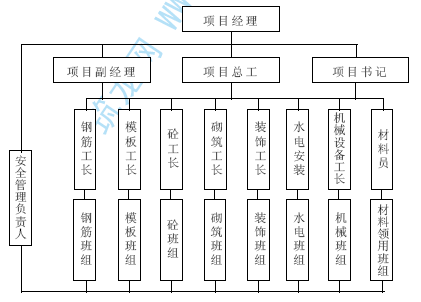 项目经理
项目副经理
项目总工
项目书记
安全管理负责人
钢筋工长
模板工长
砼工长
砌筑工长
装饰工长
水电安装
机械设备工长
材料员
钢筋班组
模板班组
砼班组
砌筑班组
装饰班组
水电班组
机械班组
材料领用班组
筑龙网 WW